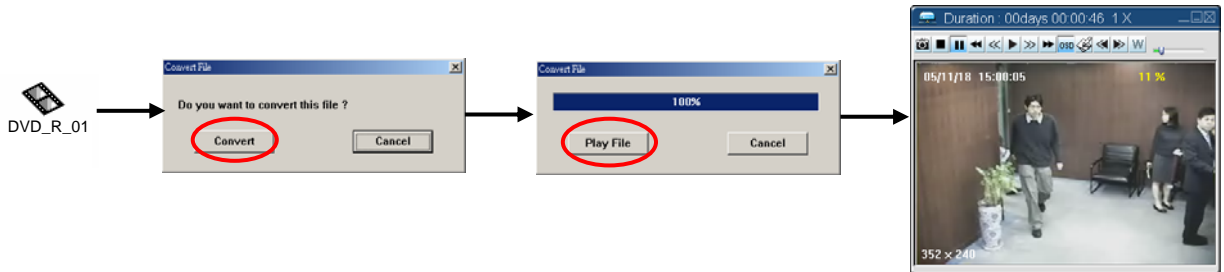 DVD_R_01
Convert File
Do you want to convert this file ?
Convert
Cancel
Convert File
100%
Play File
Cancel
Duration : 00days 00:00:46 1 X
OSD
W
05/11/18 15:00:05
11 %
352 x 240